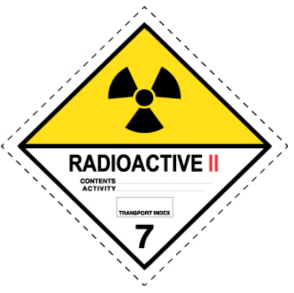 RADIOACTIVE II
CONTENTS
ACTIVITY
TRANSPORT INDEX
7